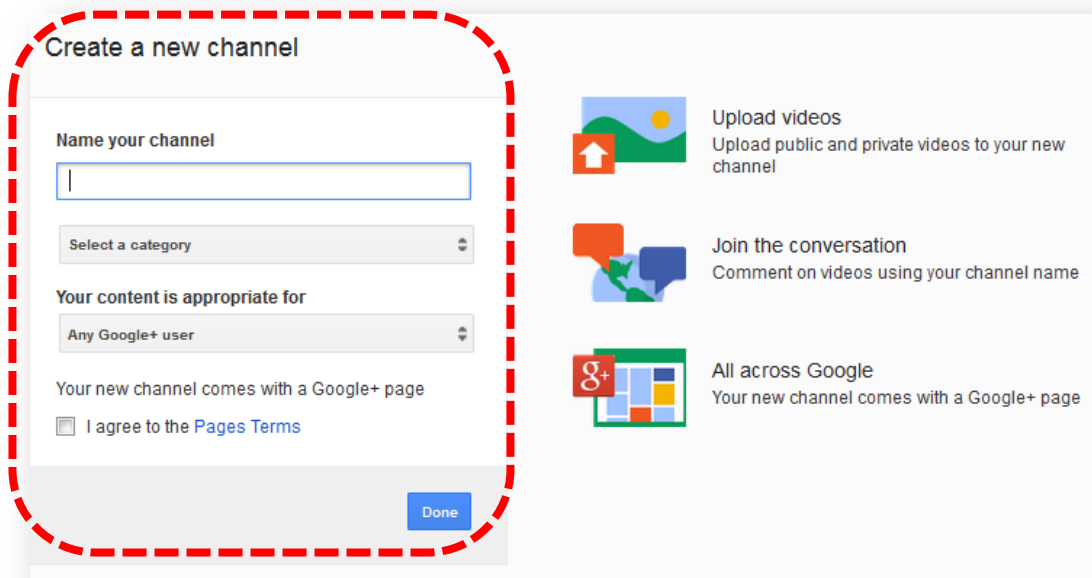 Create a new channel
Name your channel
Select a category
Your content is appropriate for
Any Google+ user
Your new channel comes with a Google+ page
I agree to the Pages Terms
Done
Upload videos
Upload public and private videos to your new
channel
Join the conversation
Comment on videos using your channel name
g+
All across Google
Your new channel comes with a Google+ page